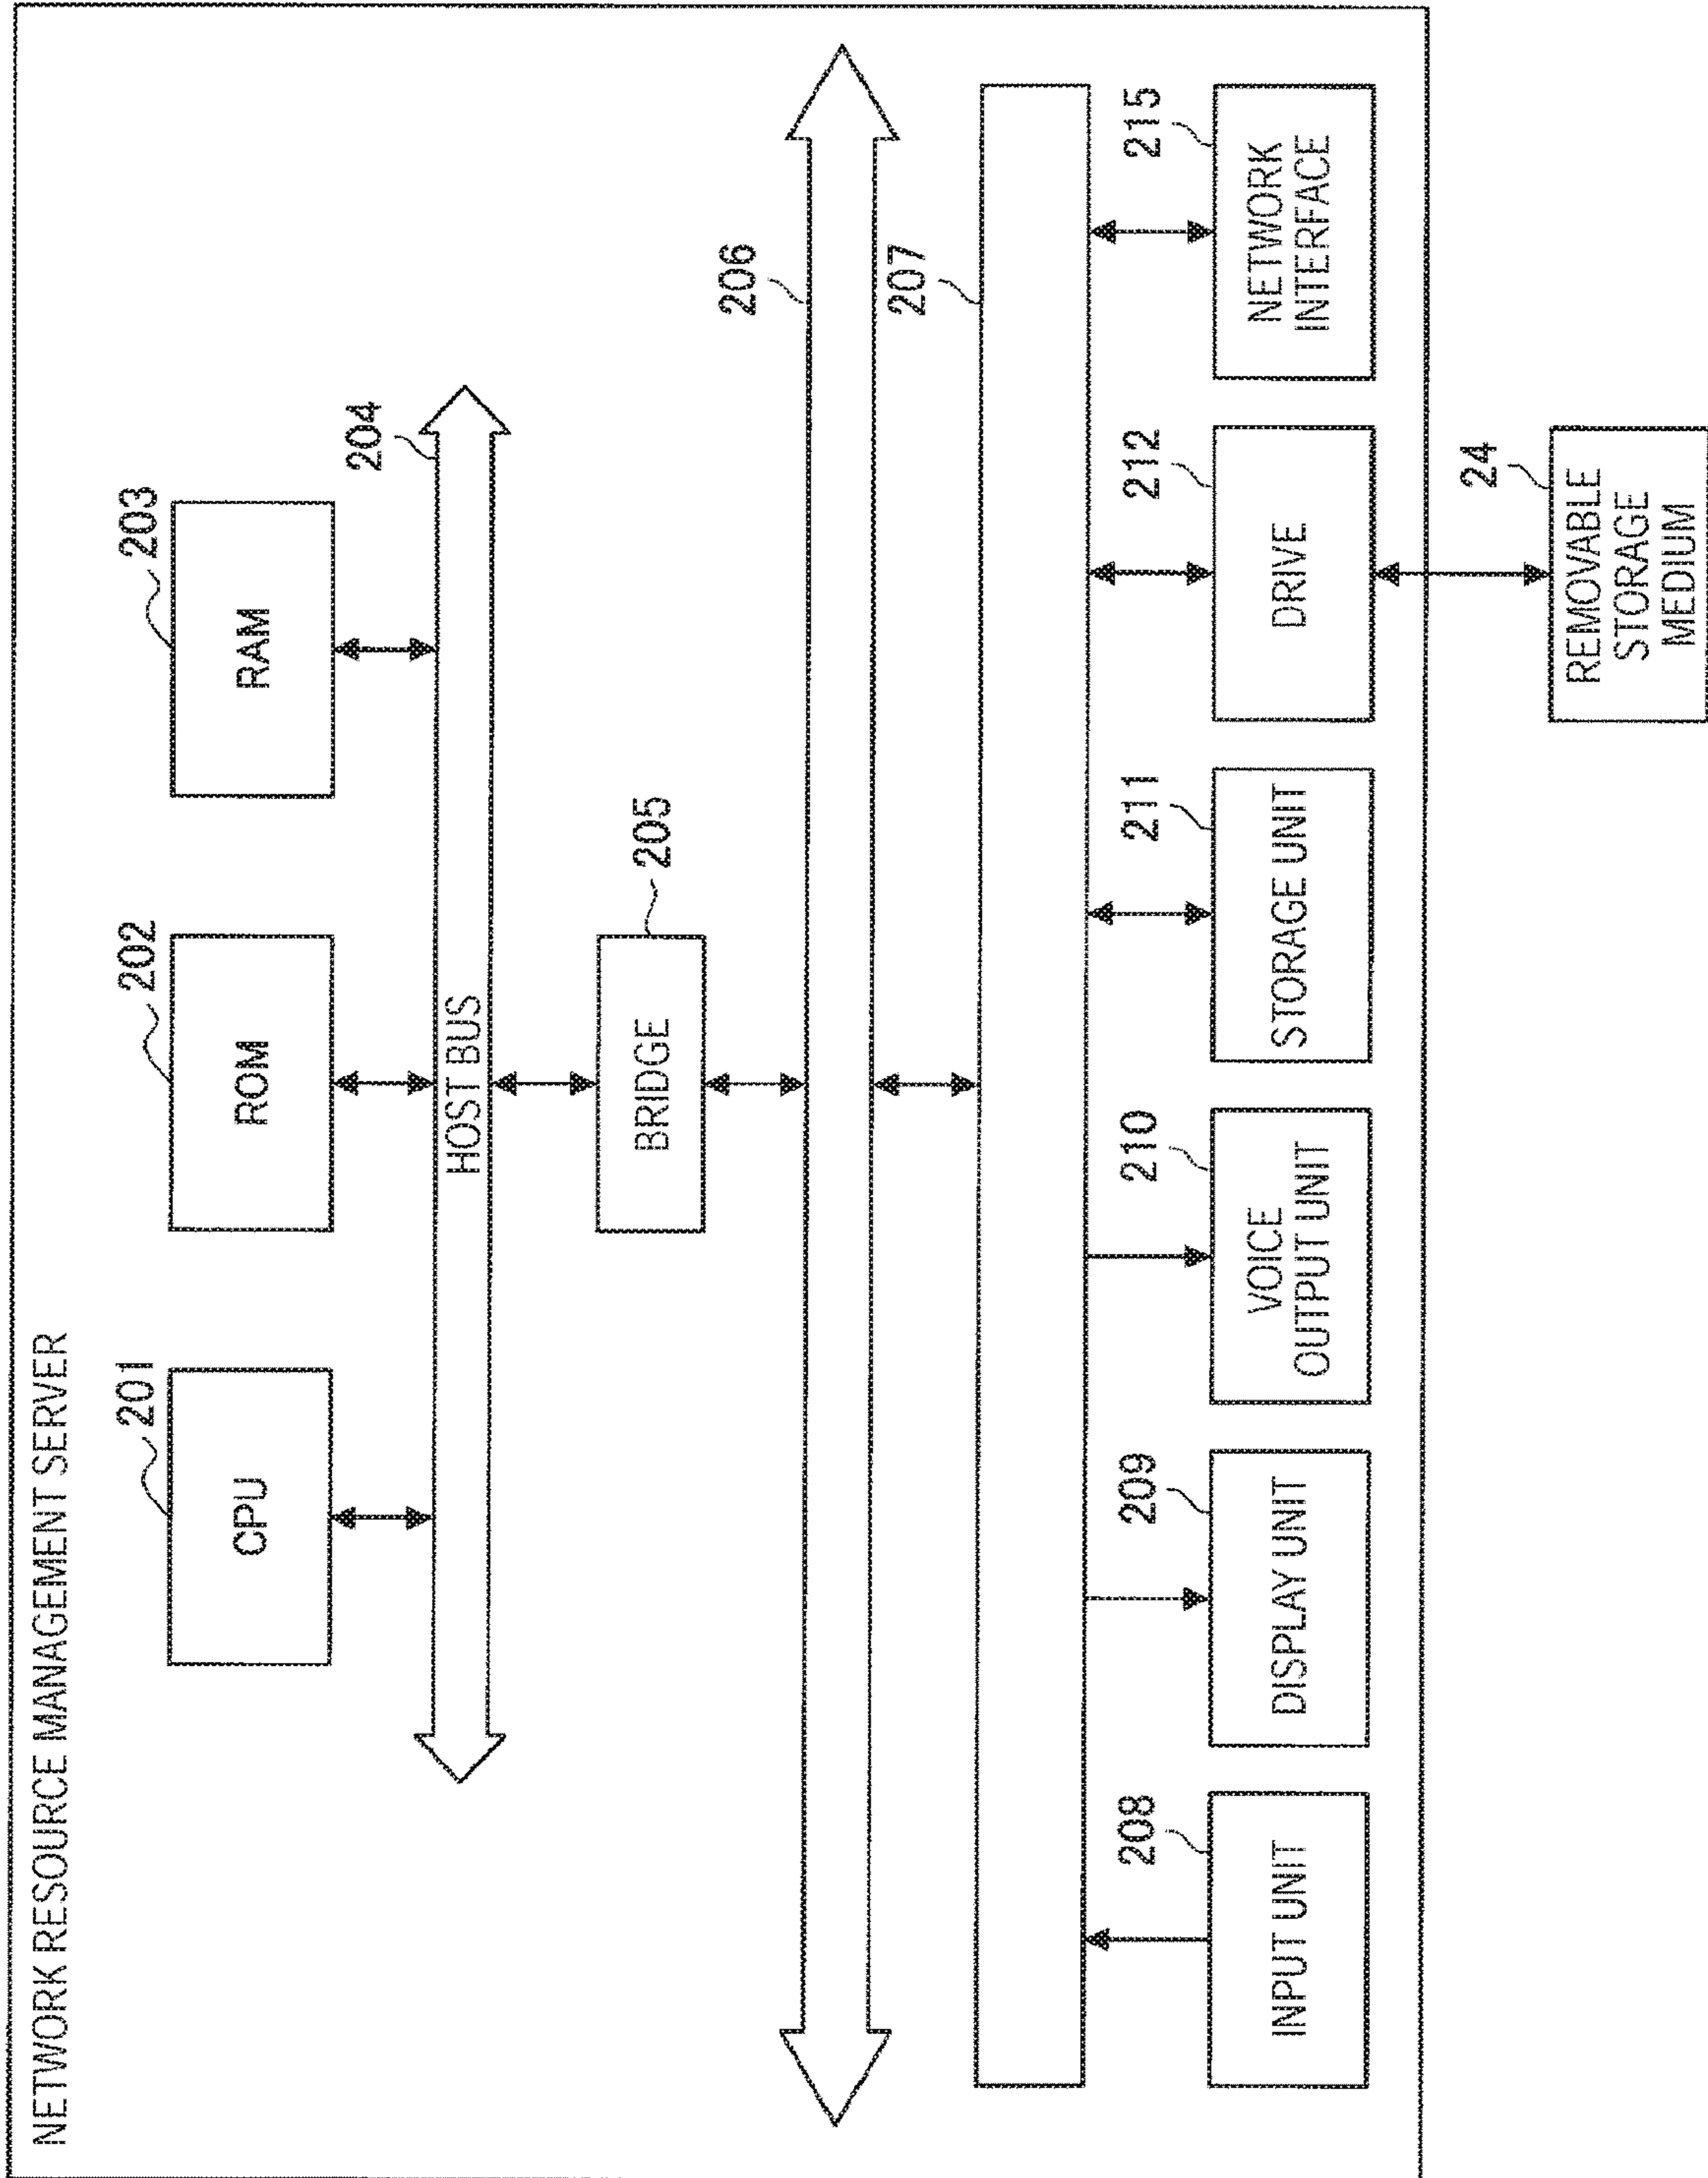 NETWORK RESOURCE MANAGEMENT SERVER
201
CPU
202
ROM
203
RAM
204
HOST BUS
205
BRIDGE
206
207
208
INPUT UNIT
209
DISPLAY UNIT
210
VOICE
OUTPUT UNIT
211
STORAGE UNIT
212
DRIVE
215
NETWORK
INTERFACE
24
REMOVABLE
STORAGE
MEDIUM